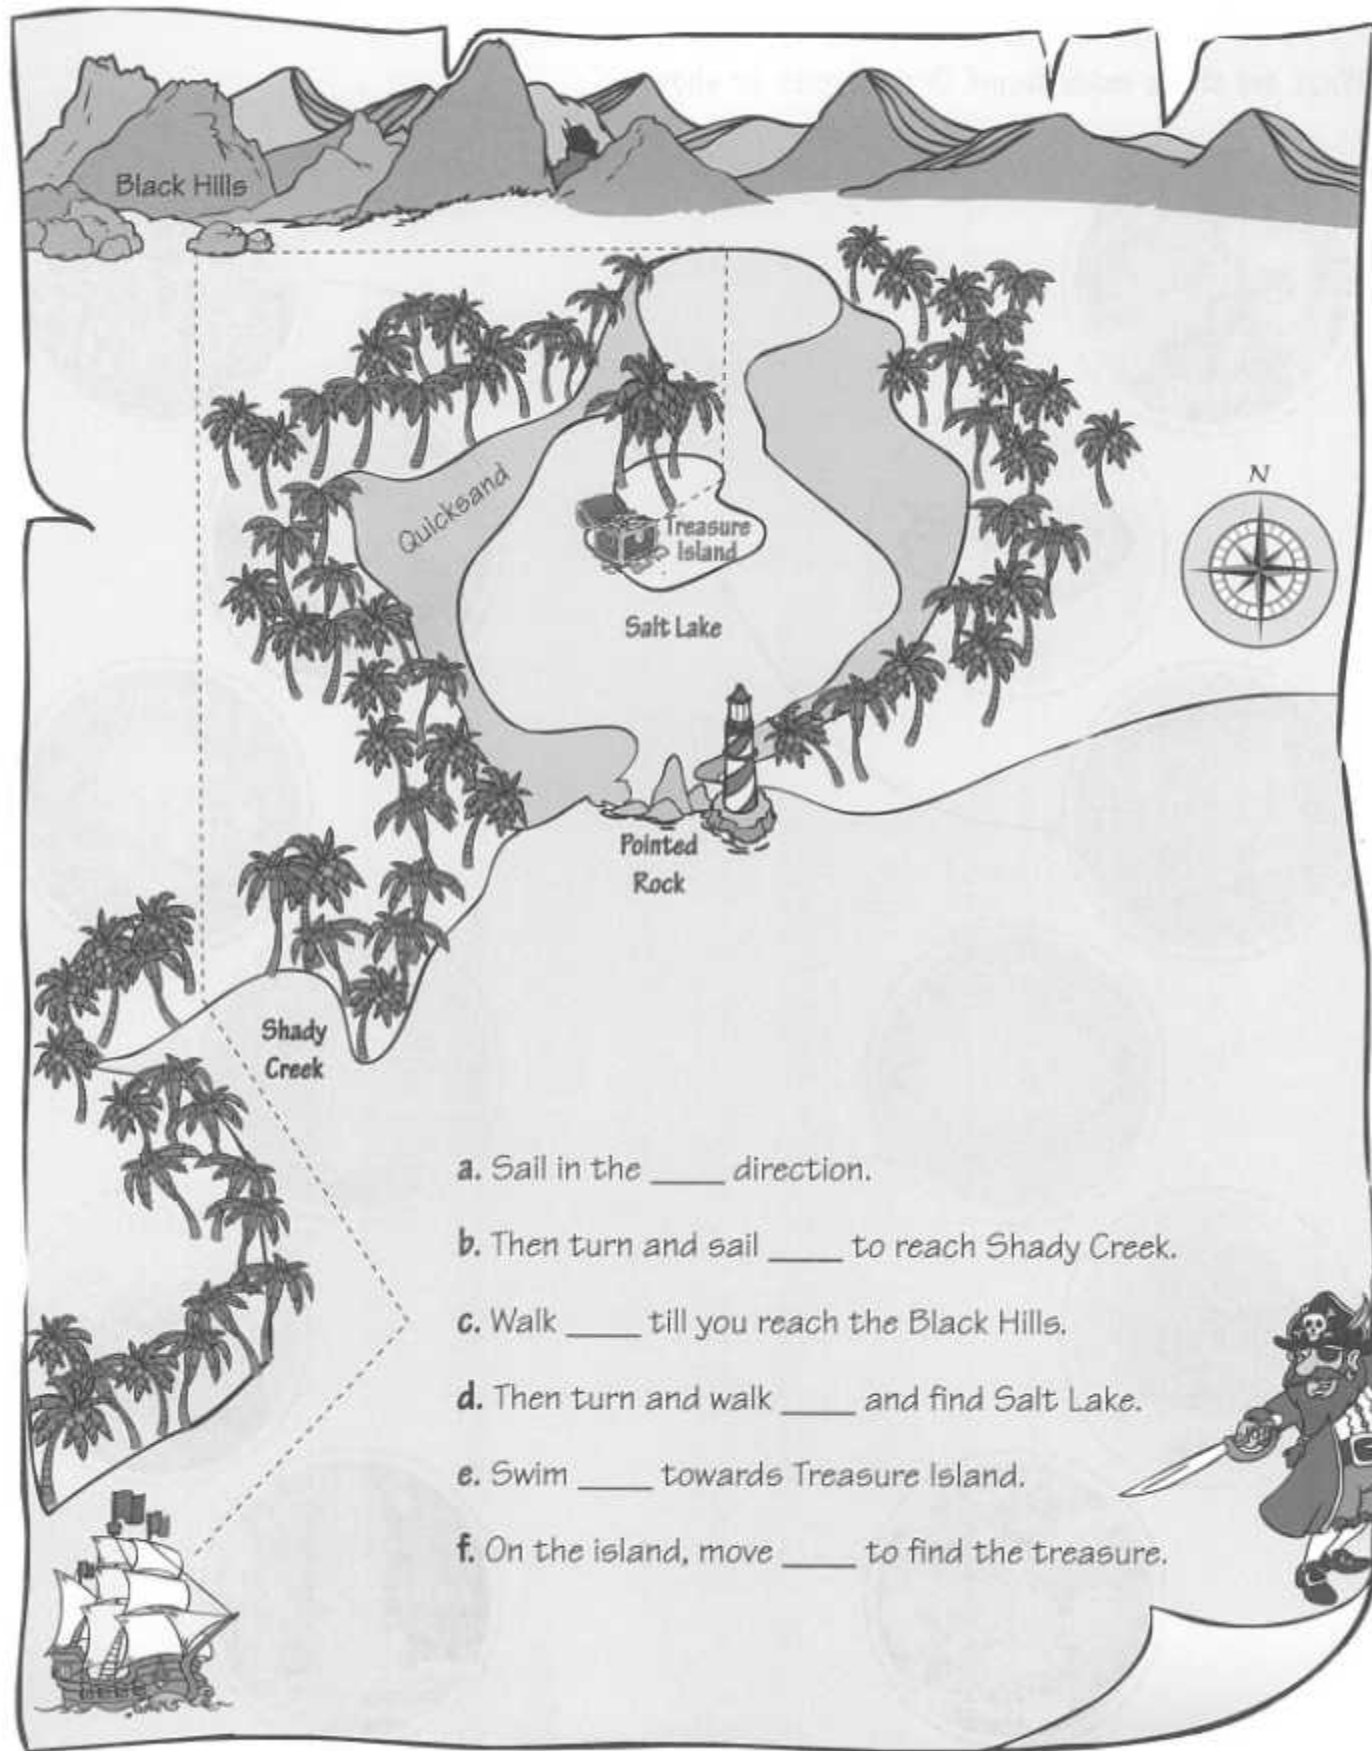 Black Hills
Quicksand
N
Treasure
Island
Salt Lake
Pointed
Rock
Shady
Creek
a. Sail in the ____ direction.
b. Then turn and sail ____ to reach Shady Creek.
c. Walk ____ till you reach the Black Hills.
d. Then turn and walk ____ and find Salt Lake.
e. Swim ____ towards Treasure Island.
f. On the island, move ____ to find the treasure.